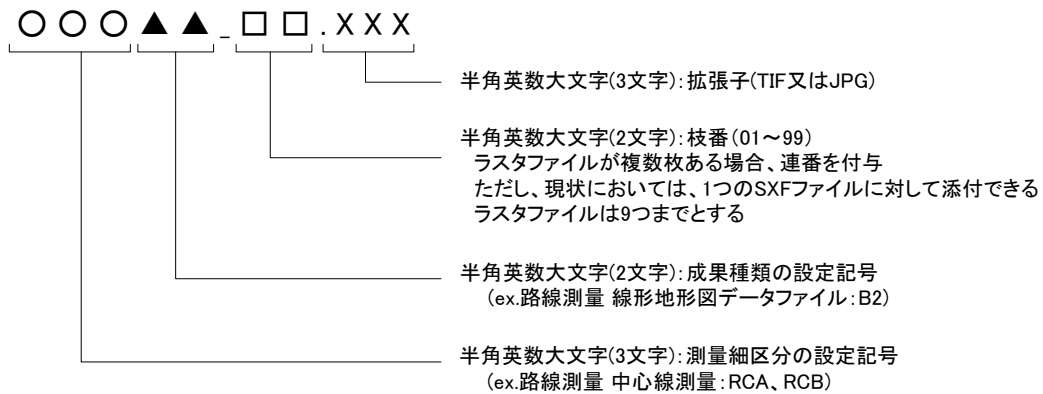 ○○○▲▲_□□.XXX
半角英数大文字(3文字):拡張子(TIF又はJPG)
半角英数大文字(2文字):枝番(01～99)
ラスタファイルが複数枚ある場合、連番を付与
ただし、現状においては、1つのSXFファイルに対して添付できる
ラスタファイルは9つまでとする
半角英数大文字(2文字):成果種類の設定記号
(ex.路線測量 線形地形図データファイル:B2)
半角英数大文字(3文字):測量細区分の設定記号
(ex.路線測量 中心線測量:RCA、RCB)